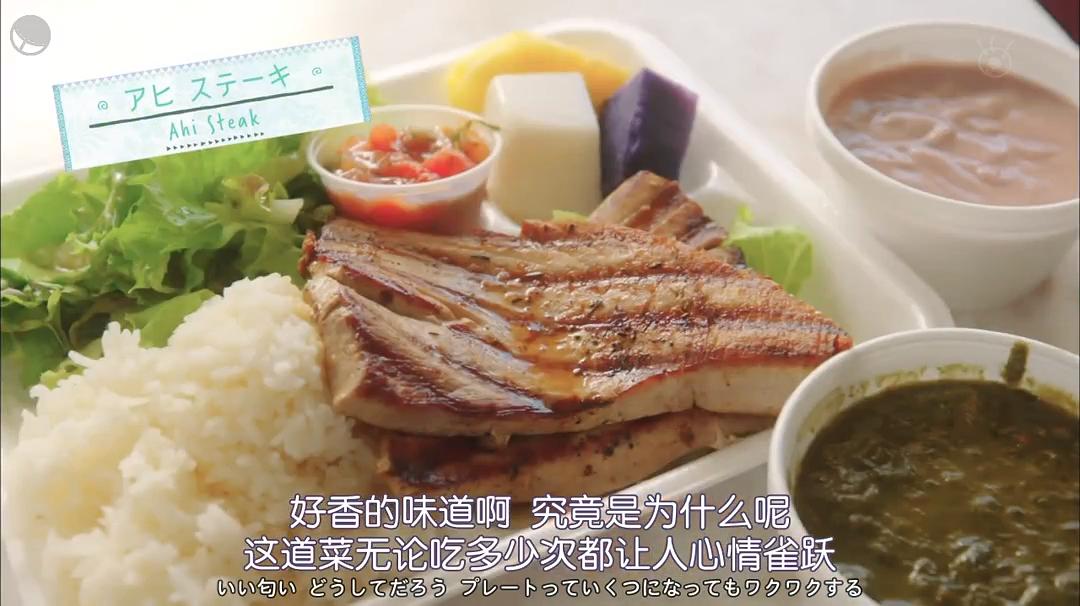 アヒ ステーキ
Ahi Steak
好香的味道啊 究竟是为什么呢
这道菜无论吃多少次都让人心情雀跃
いい匂い どうしてだろう プレートっていくつになってもワクワクする